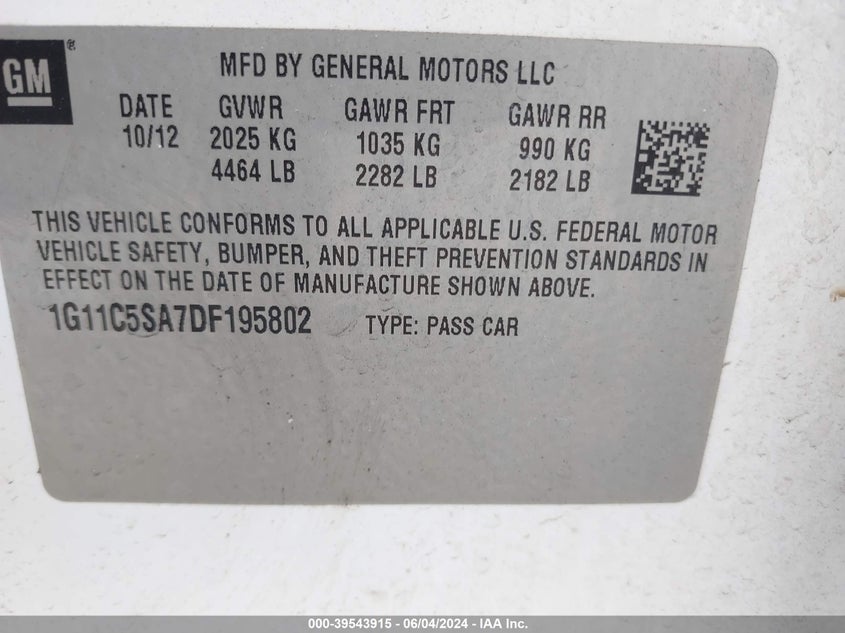 GM®
MFD BY GENERAL MOTORS LLC
DATE GVWR GAWR FRT GAWR RR
10/12 2025 KG 1035 KG 990 KG
4464 LB 2282 LB 2182 LB
THIS VEHICLE CONFORMS TO ALL APPLICABLE U.S. FEDERAL MOTOR
VEHICLE SAFETY, BUMPER, AND THEFT PREVENTION STANDARDS IN
EFFECT ON THE DATE OF MANUFACTURE SHOWN ABOVE.
1G11C5SA7DF195802 TYPE: PASS CAR
000-39543915 - 06/04/2024 - IAA Inc.